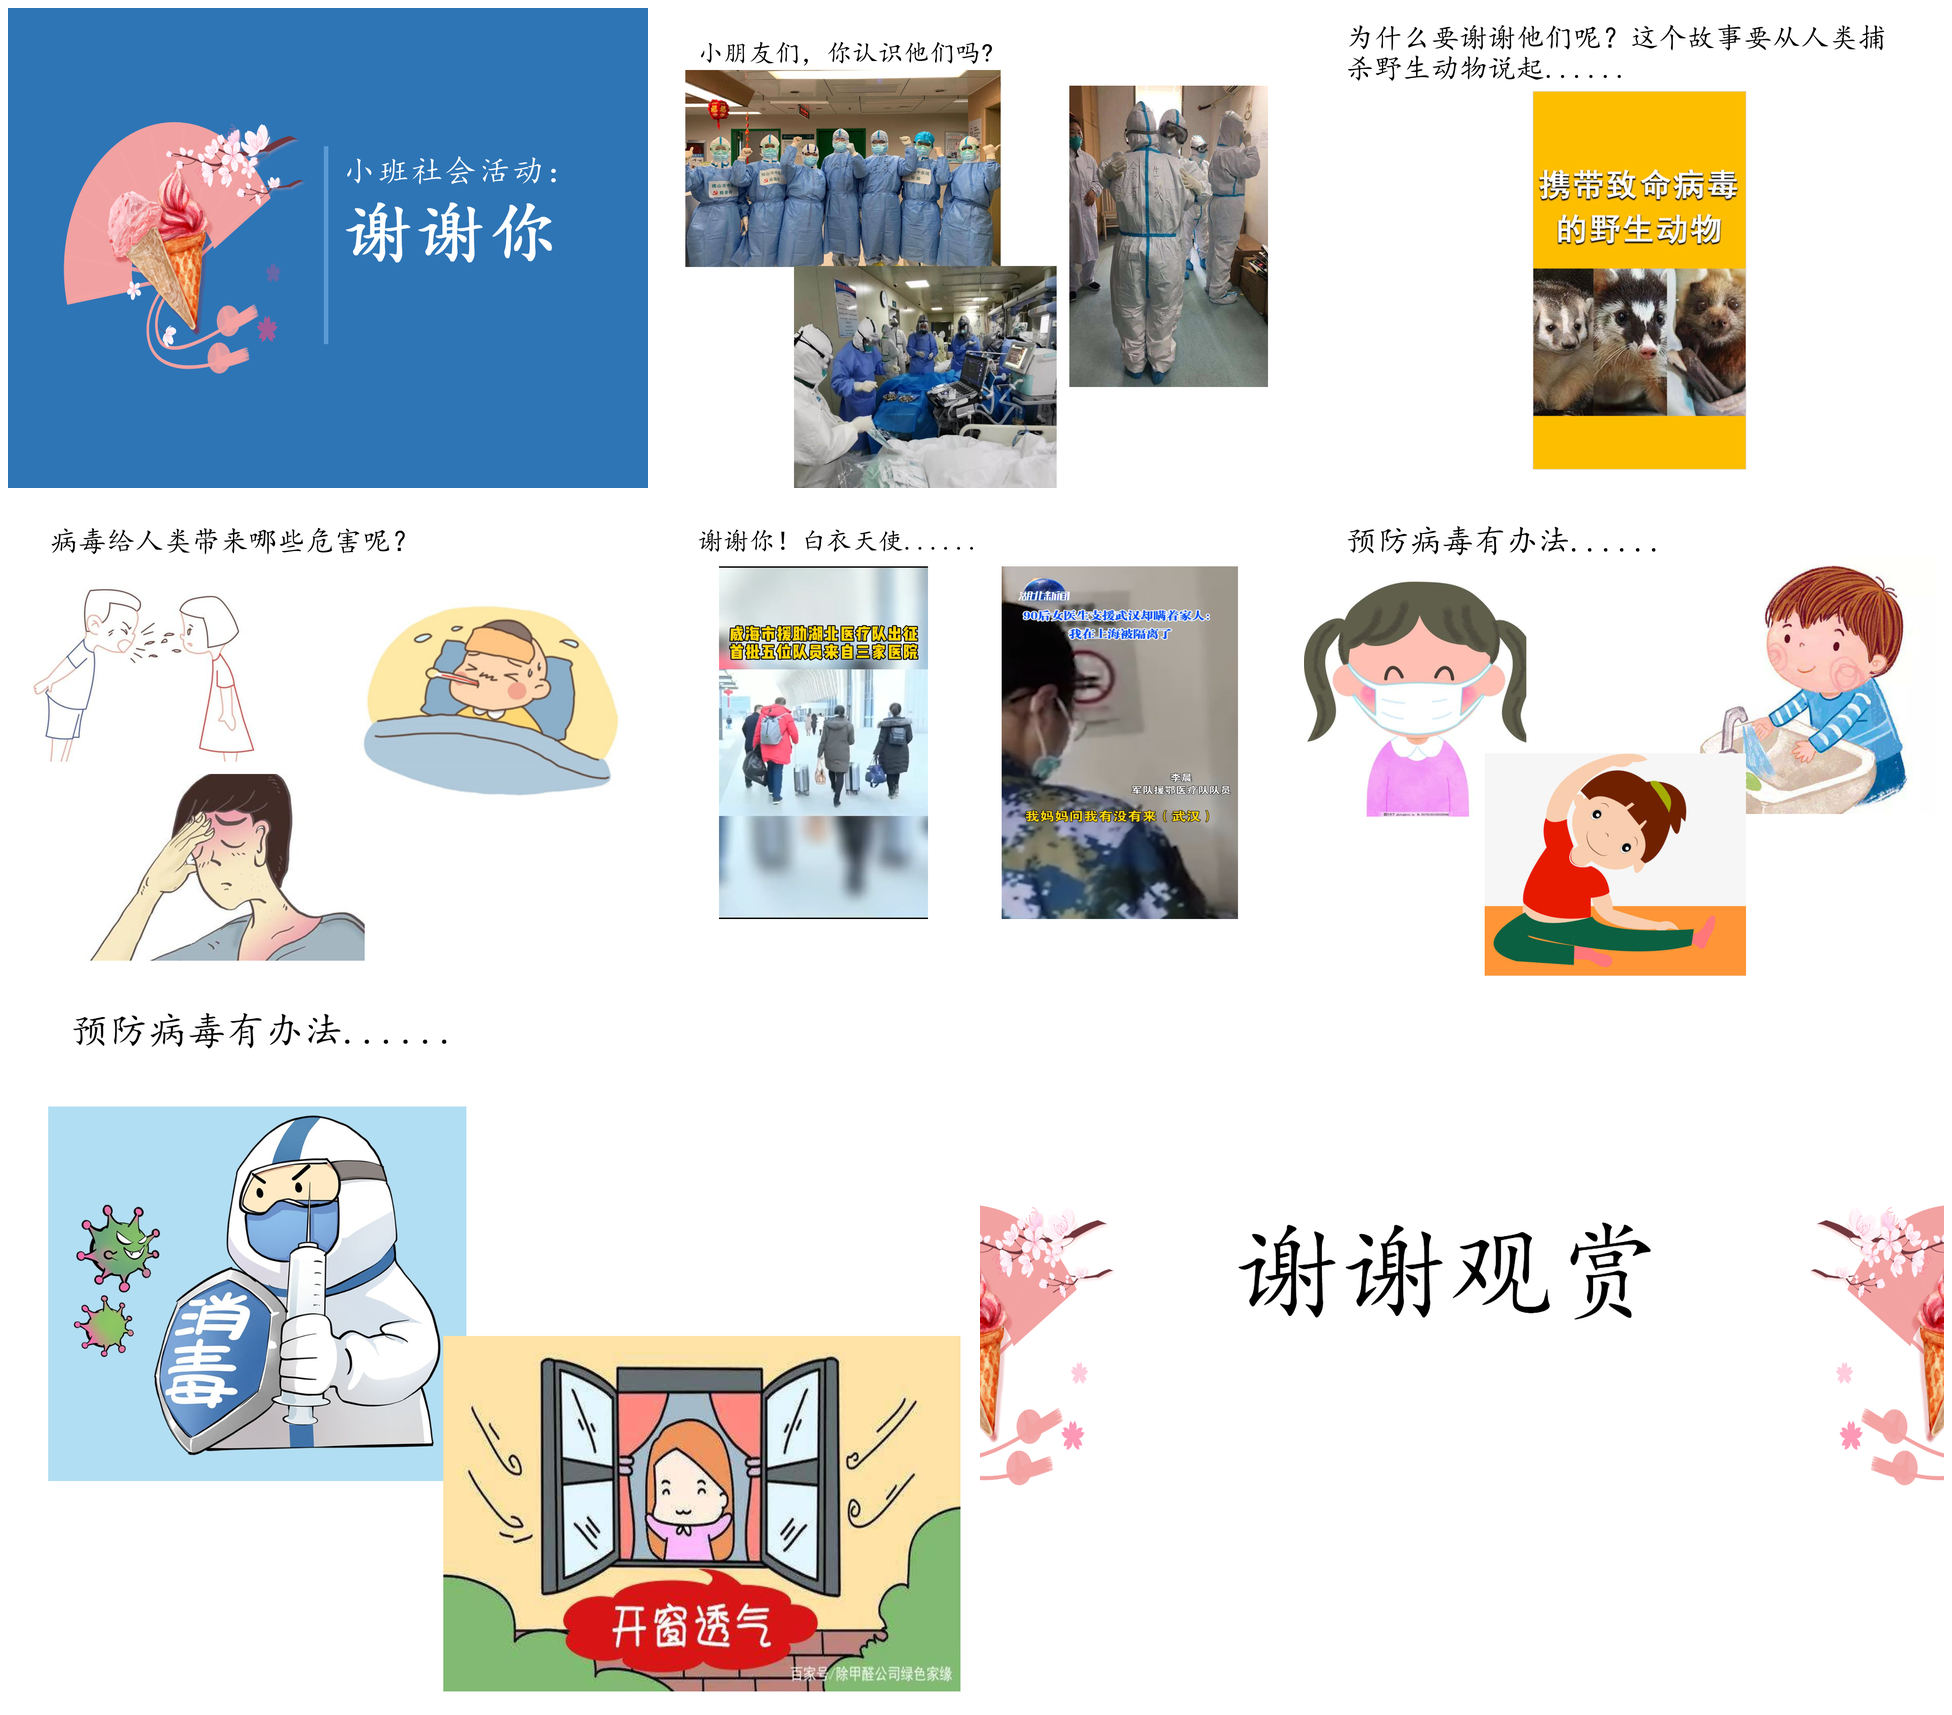 小班社会活动：
谢谢你
小朋友们，你认识他们吗?
为什么要谢谢他们呢？这个故事要从人类捕
杀野生动物说起......
携带致命病毒
的野生动物
病毒给人类带来哪些危害呢？
谢谢你！白衣天使......
威海市援助湖北医疗队出征
首批五位队员来自三家医院
湖北新闻
90后女医生支援武汉却瞒着家人：
我在上海被隔离了
李晨
军队援鄂医疗队队员
我妈妈问我有没有来（武汉）
预防病毒有办法......
预防病毒有办法......
消毒
开窗透气
百家号/除甲醛公司绿色家缘
谢谢观赏